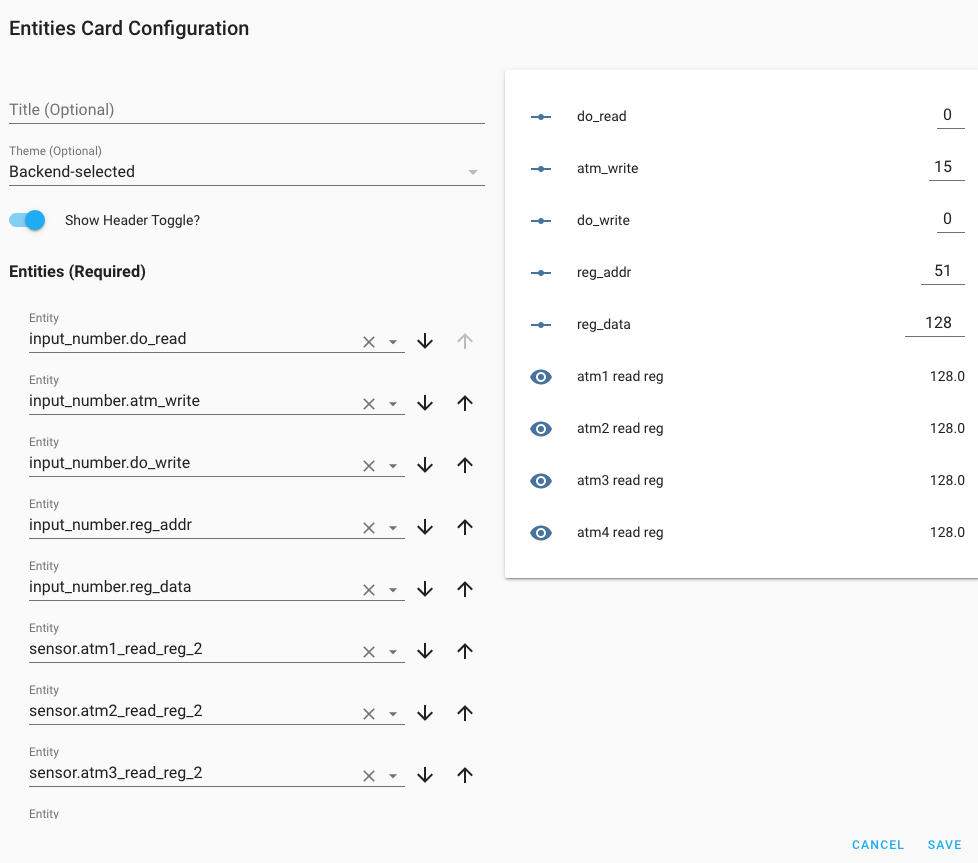 Entities Card Configuration
Title (Optional)
Theme (Optional)
Backend-selected
Show Header Toggle?
Entities (Required)
Entity
input_number.do_read
Entity
input_number.atm_write
Entity
input_number.do_write
Entity
input_number.reg_addr
Entity
input_number.reg_data
Entity
sensor.atm1_read_reg_2
Entity
sensor.atm2_read_reg_2
Entity
sensor.atm3_read_reg_2
Entity
do_read 0
atm_write 15
do_write 0
reg_addr 51
reg_data 128
atm1 read reg 128.0
atm2 read reg 128.0
atm3 read reg 128.0
atm4 read reg 128.0
CANCEL SAVE